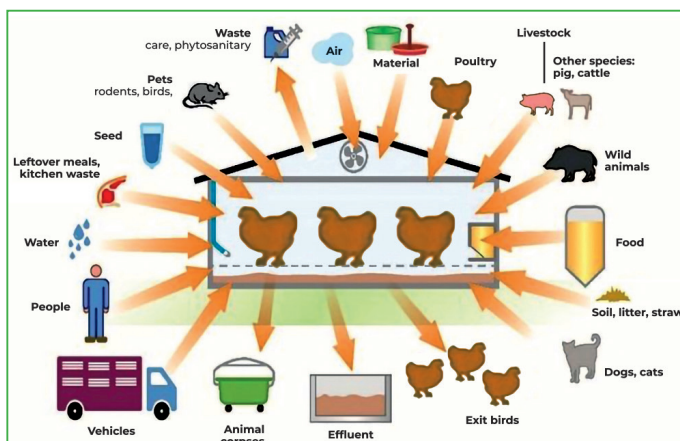 Waste
care, phytosanitary
Air
Material
Poultry
Livestock
Other species:
pig, cattle
Pets
rodents, birds,
Seed
Leftover meals,
kitchen waste
Wild
animals
Water
Food
People
Soil, litter, straw
Dogs, cats
Vehicles
Animal
corpses
Effluent
Exit birds